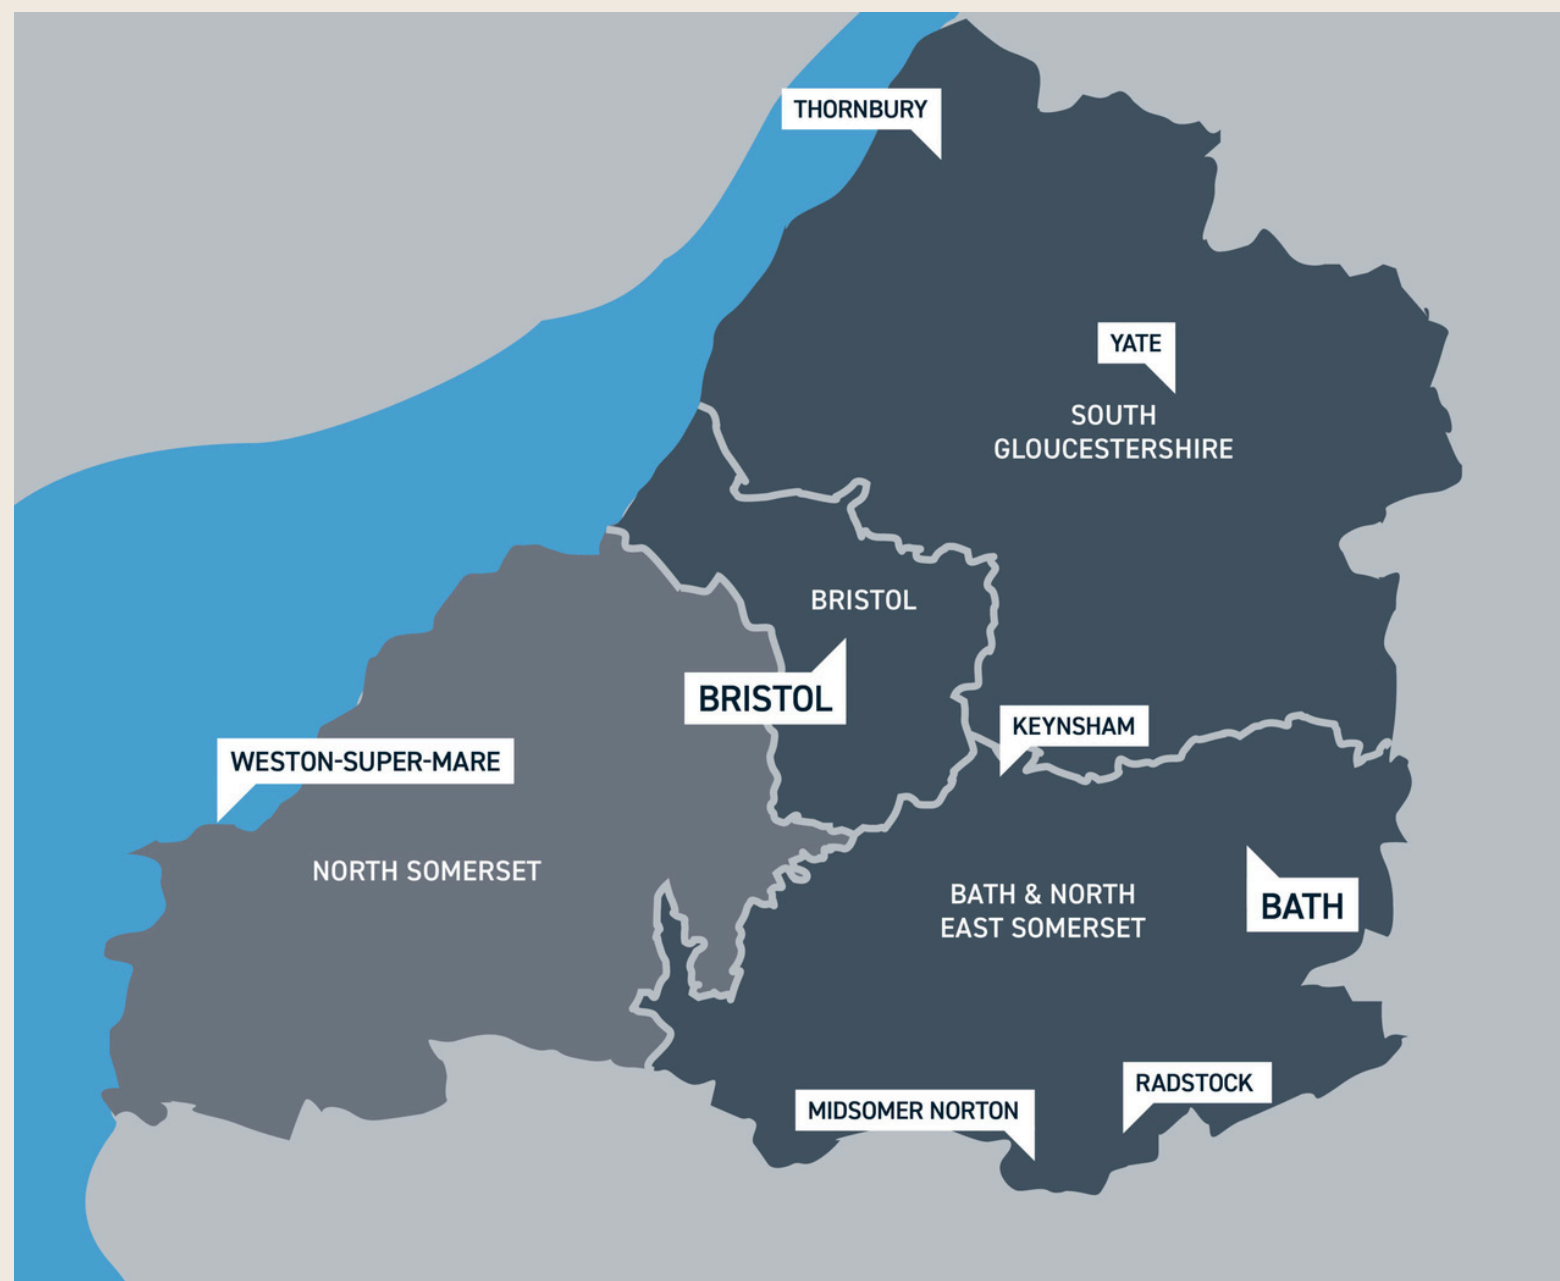 THORNBURY
YATE
SOUTH
GLOUCESTERSHIRE
BRISTOL
BRISTOL
KEYNSHAM
WESTON-SUPER-MARE
NORTH SOMERSET
BATH & NORTH
EAST SOMERSET
BATH
RADSTOCK
MIDSOMER NORTON